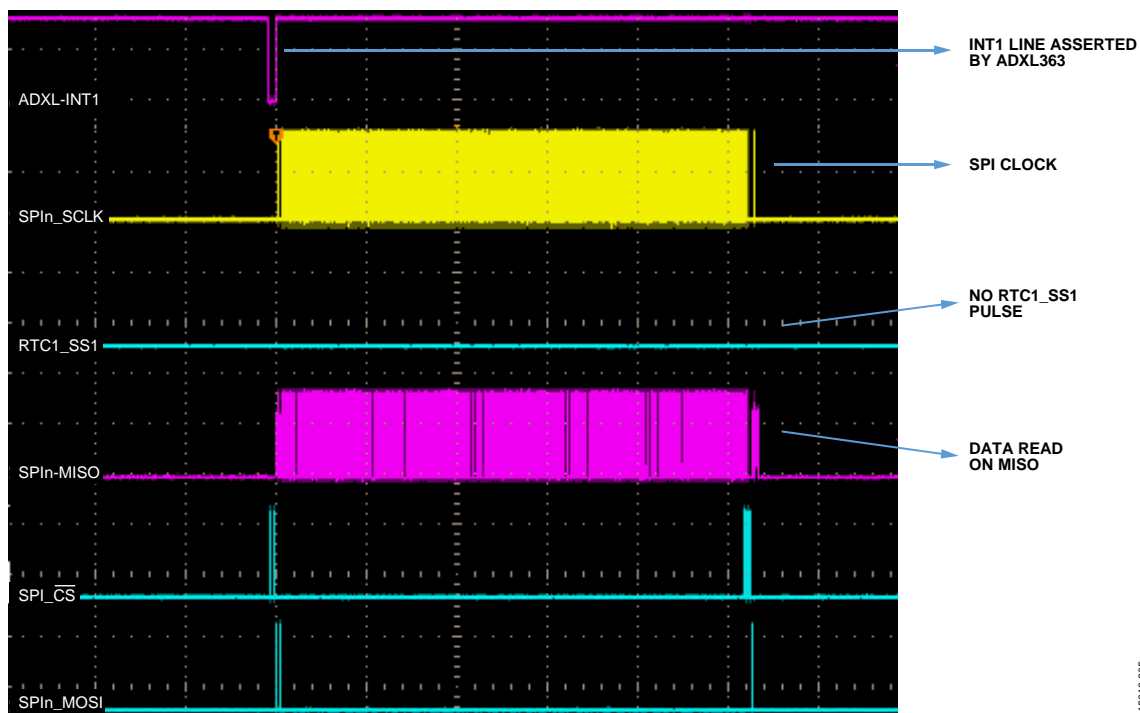 INT1 LINE ASSERTED
BY ADXL363
ADXL-INT1
SPI CLOCK
SPIn_SCLK
NO RTC1_SS1
PULSE
RTC1_SS1
DATA READ
ON MISO
SPIn-MISO
SPI_CS
SPIn_MOSI